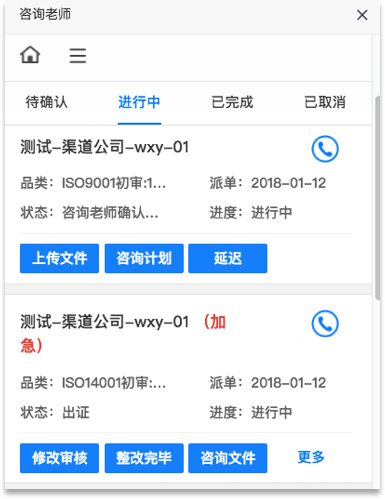 咨询老师
待确认 进行中 已完成 已取消
测试-渠道公司-wxy-01
品类：ISO9001初审:1... 派单：2018-01-12
状态：咨询老师确认... 进度：进行中
上传文件 咨询计划 延迟
测试-渠道公司-wxy-01（加
急）
品类：ISO14001初审:... 派单：2018-01-12
状态：出证 进度：进行中
修改审核 整改完毕 咨询文件 更多